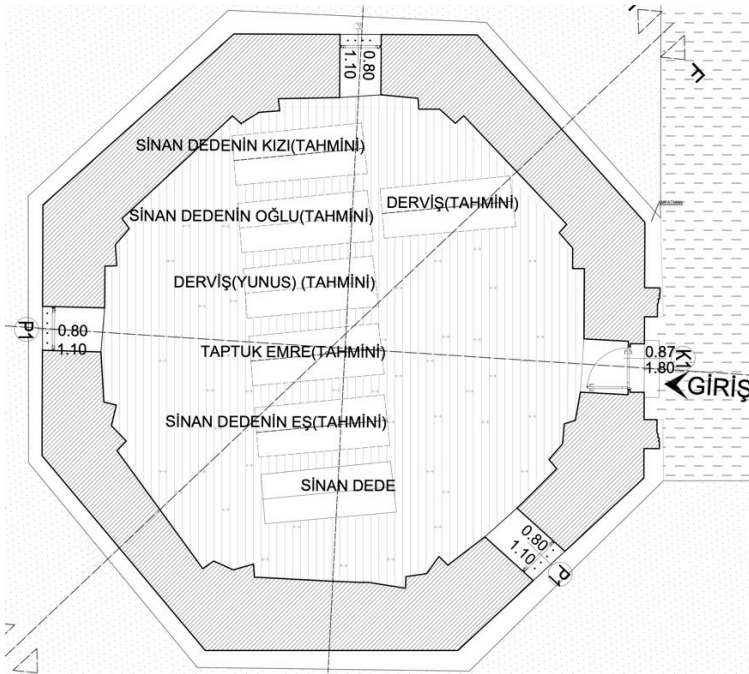 0.80
1.10
SİNAN DEDENİN KIZI(TAHMİNİ)
SİNAN DEDENİN OĞLU(TAHMİNİ)
DERVİŞ(TAHMİNİ)
DERVİŞ(YUNUS) (TAHMİNİ)
P1
0.80
1.10
TAPTUK EMRE(TAHMİNİ)
0.87
1.80
K1
GİRİŞ
SİNAN DEDENİN EŞ(TAHMİNİ)
SİNAN DEDE
0.80
1.10
P1
F